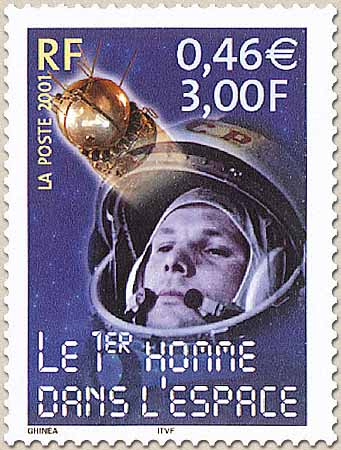 RF
0,46€
3,00F
LA POSTE 2001
LE 1ER HOMME
DANS L'ESPACE
GHINEA
ITVF